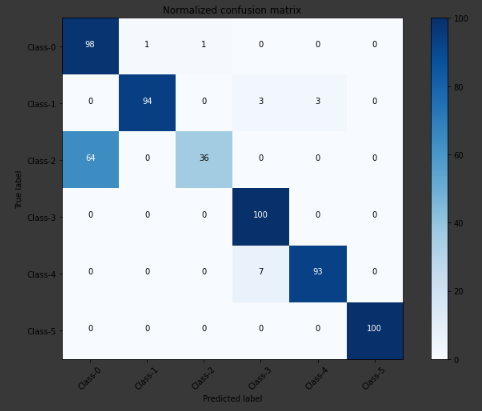 Normalized confusion matrix
Class-0 98 1 1 0 0 0
Class-1 0 94 0 3 3 0
Class-2 64 0 36 0 0 0
Class-3 0 0 0 100 0 0
Class-4 0 0 0 7 93 0
Class-5 0 0 0 0 0 100
Class-0 Class-1 Class-2 Class-3 Class-4 Class-5
Predicted label
True label
100
80
60
40
20
0